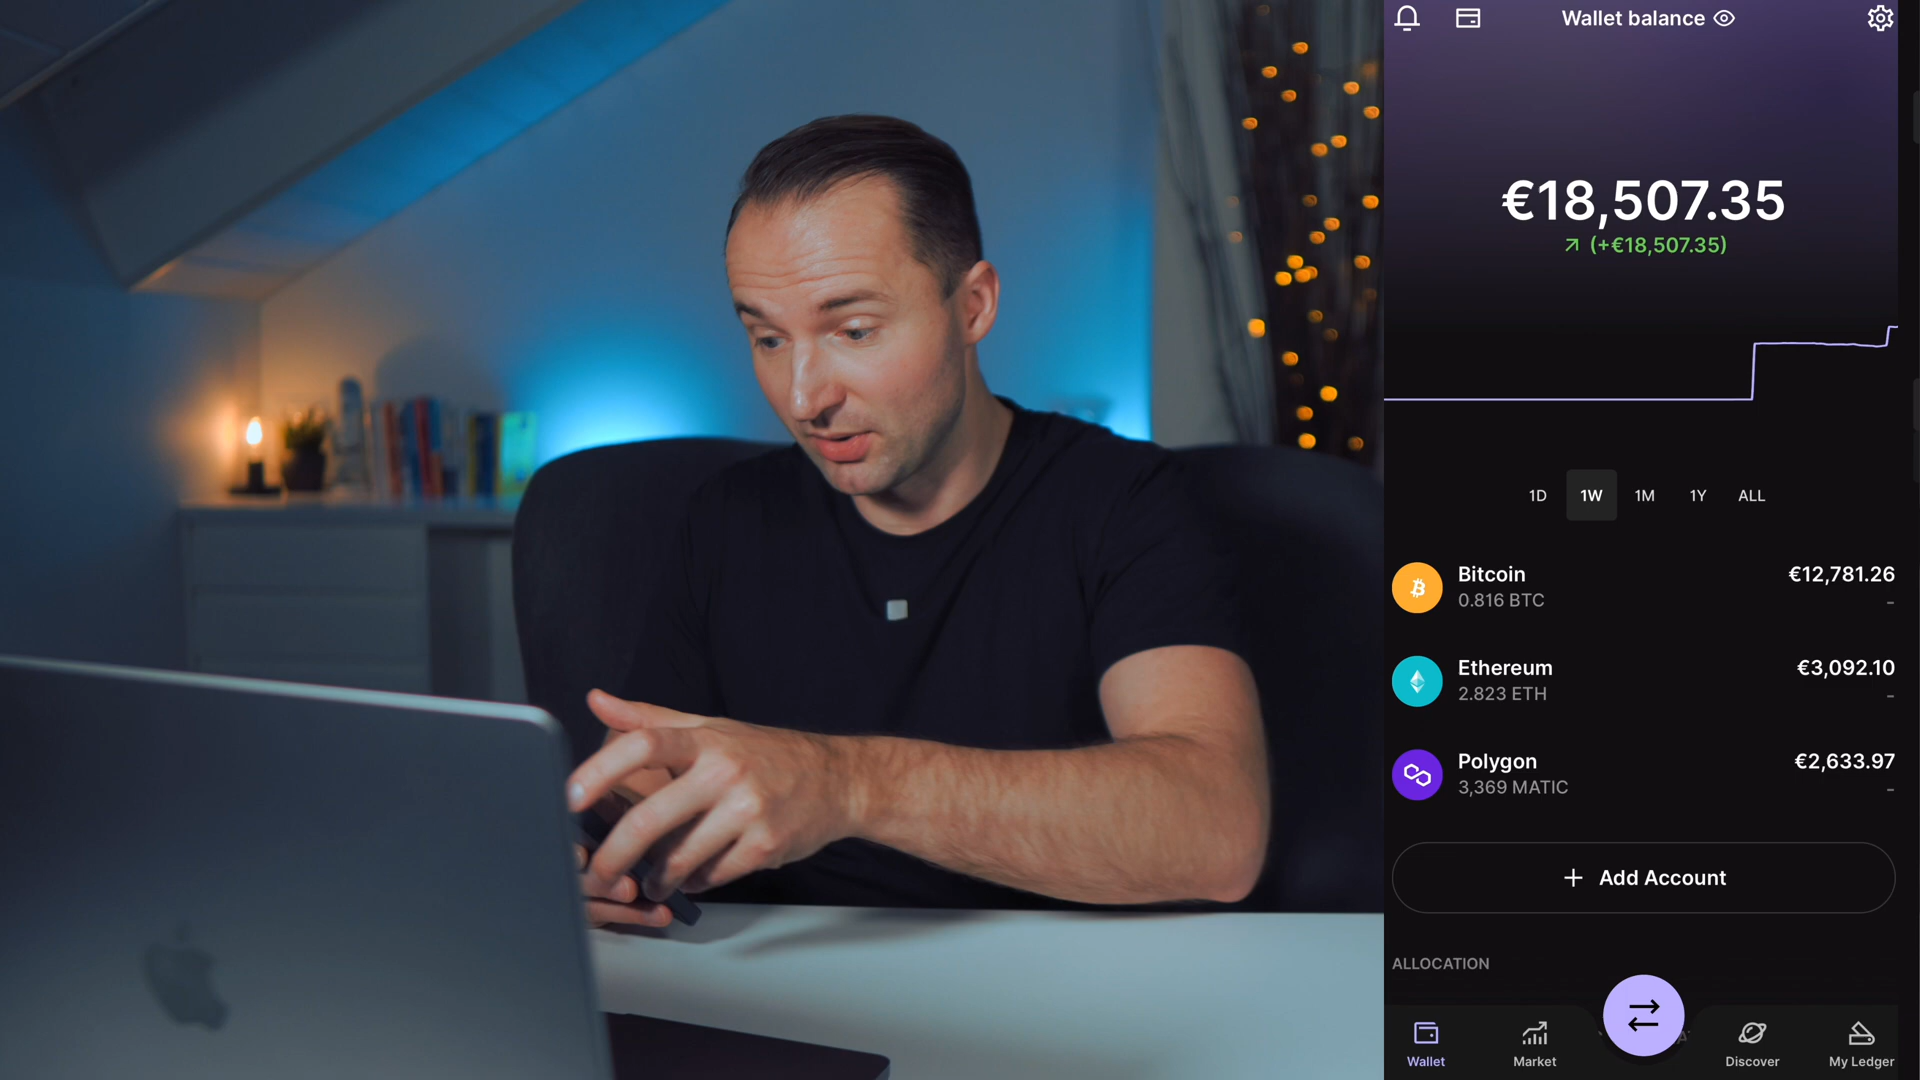 Wallet balance
€18,507.35
(+€18,507.35)
1D 1W 1M 1Y ALL
Bitcoin €12,781.26
0.816 BTC -
Ethereum €3,092.10
2.823 ETH -
Polygon €2,633.97
3,369 MATIC -
+ Add Account
ALLOCATION
Wallet Market Discover My Ledger